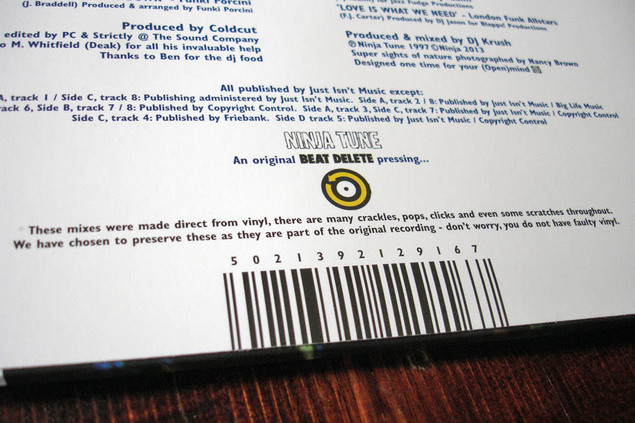 (J. Braddell) Produced & arranged by Funki Porcini
Produced by Coldcut
edited by PC & Strictly @ The Sound Company
o M. Whitfield (Deak) for all his invaluable help
Thanks to Ben for the dj food
for Jazz Fudge Productions
"LOVE IS WHAT WE NEED" - London Funk Allstars
(F.J. Carter) Produced by DJ Jason for Bleppo! Productions
Produced & mixed by DJ Krush
℗Ninja Tune 1997 ©Ninja 2013
Super sights of nature photographed by Nancy Brown
Designed one time for your (Open)mind
All published by Just Isn't Music except:
A, track 1 / Side C, track 8: Publishing administered by Just Isn't Music. Side A, track 2 / 8: Published by Just Isn't Music / Big Life Music
rack 6, Side B, track 7 / 8: Published by Copyright Control. Side A, track 3, Side C, track 7: Published by Just Isn't Music / Copyright Control
Side C, track 4: Published by Friebank. Side D track 5: Published by Just Isn't Music / Copyright Control
NINJA TUNE
An original BEAT DELETE pressing...
These mixes were made direct from vinyl, there are many crackles, pops, clicks and even some scratches throughout.
We have chosen to preserve these as they are part of the original recording - don't worry, you do not have faulty vinyl.
5 021392 129167